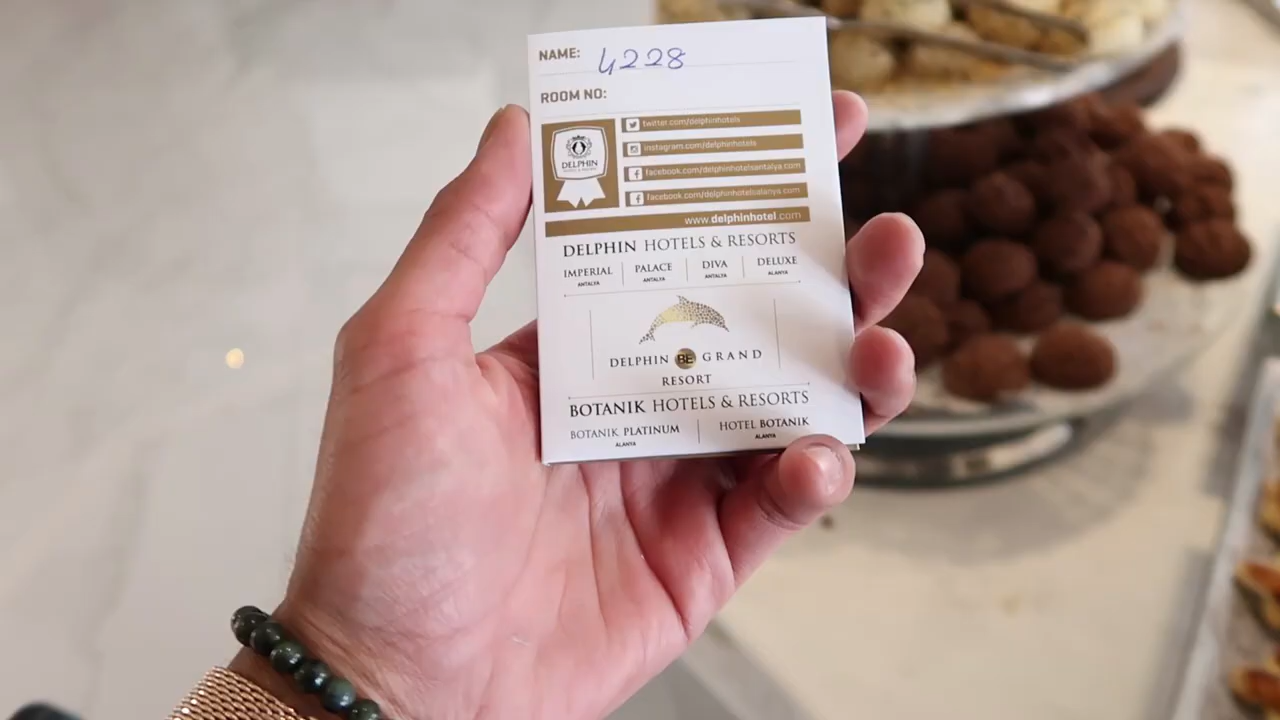 NAME: 4228
ROOM NO:
DELPHIN
HOTELS & RESORTS
twitter.com/delphinhotels
instagram.com/delphinhotels
facebook.com/delphinhotelsantalya.com
facebook.com/delphinhotelsalanya.com
www.delphinhotel.com
DELPHIN HOTELS & RESORTS
IMPERIAL PALACE DIVA DELUXE
ANTALYA ANTALYA ANTALYA ALANYA
DELPHIN BE GRAND
RESORT
BOTANIK HOTELS & RESORTS
BOTANIK PLATINUM HOTEL BOTANIK
ALANYA ALANYA